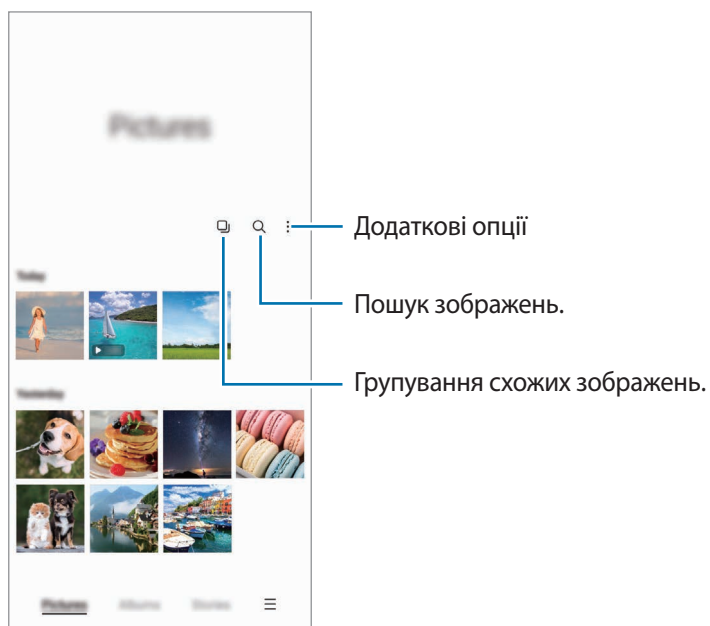 Pictures
Додаткові опції
Today
Пошук зображень.
Групування схожих зображень.
Yesterday
Pictures Albums Stories